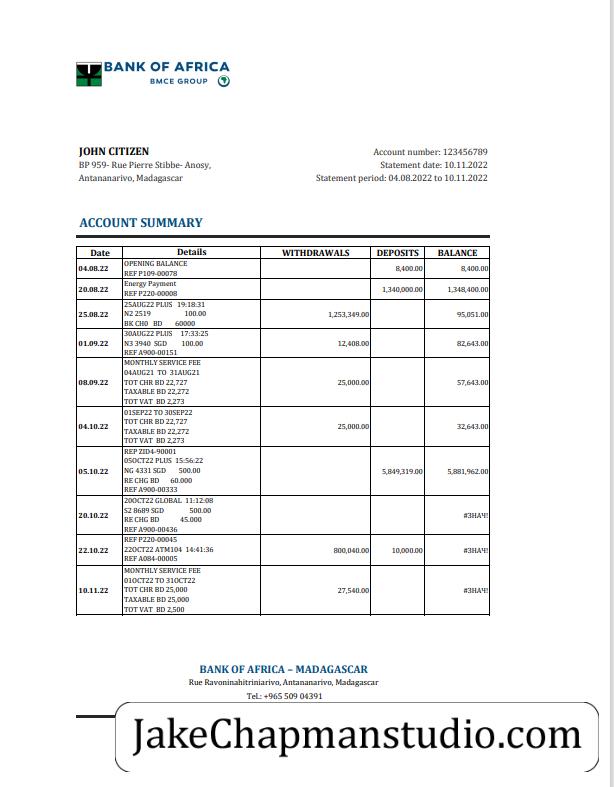 BANK OF AFRICA
BMCE GROUP
JOHN CITIZEN
BP 959- Rue Pierre Stibbe- Anosy,
Antananarivo, Madagascar
Account number: 123456789
Statement date: 10.11.2022
Statement period: 04.08.2022 to 10.11.2022
ACCOUNT SUMMARY
Date Details WITHDRAWALS DEPOSITS BALANCE
04.08.22 OPENING BALANCE 8,400.00 8,400.00
REF P109-00078
20.08.22 Energy Payment 1,340,000.00 1,348,400.00
REF P220-00008
25.08.22 25AUG22 PLUS 19:18:31 1,253,349.00 95,051.00
N2 2519 100.00
BK CH0 BD 60000
01.09.22 30AUG22 PLUS 17:33:25 12,408.00 82,643.00
N3 3940 SGD 100.00
REF A900-00151
08.09.22 MONTHLY SERVICE FEE 25,000.00 57,643.00
04AUG21 TO 31AUG21
TOT CHR BD 22,727
TAXABLE BD 22,272
TOT VAT BD 2,273
04.10.22 01SEP22 TO 30SEP22 25,000.00 32,643.00
TOT CHR BD 22,727
TAXABLE BD 22,272
TOT VAT BD 2,273
05.10.22 REP ZID4-90001 5,849,319.00 5,881,962.00
05OCT22 PLUS 15:56:22
NG 4331 SGD 500.00
RE CHG BD 60.000
REF A900-00333
20.10.22 20OCT22 GLOBAL 11:12:08 #ЗНАЧ!
S2 8689 SGD 500.00
RE CHG BD 45.000
REF A900-00436
22.10.22 REF P220-00045 800,040.00 10,000.00 #ЗНАЧ!
22OCT22 ATM104 14:41:36
REF A084-00005
10.11.22 MONTHLY SERVICE FEE 27,540.00 #ЗНАЧ!
01OCT22 TO 31OCT22
TOT CHR BD 25,000
TAXABLE BD 25,000
TOT VAT BD 2,500
BANK OF AFRICA – MADAGASCAR
Rue Ravoninahitriniarivo, Antananarivo, Madagascar
Tel.: +965 509 04391
JakeChapmanstudio.com